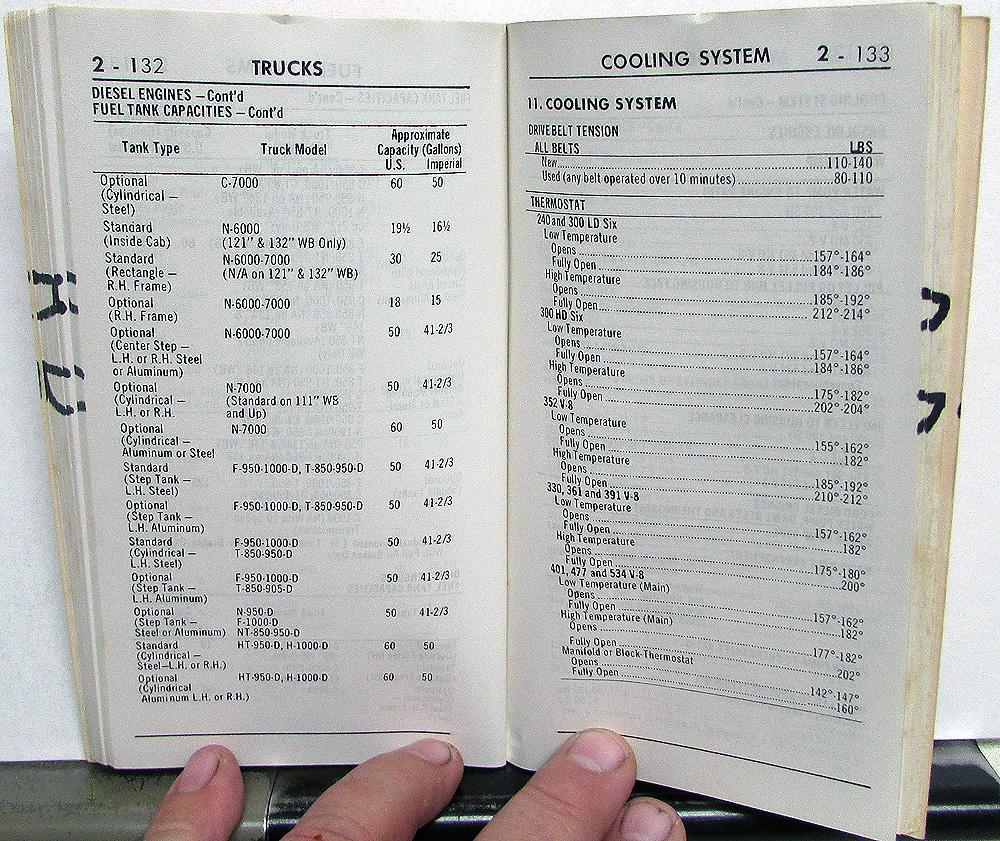 2 - 132 TRUCKS
DIESEL ENGINES – Cont'd
FUEL TANK CAPACITIES – Cont'd
Approximate
Tank Type Truck Model Capacity (Gallons)
U.S. Imperial
Optional C-7000 60 50
(Cylindrical –
Steel)
Standard N-6000 19½ 16½
(Inside Cab) (121" & 132" WB Only)
Standard N-6000-7000 30 25
(Rectangle – (N/A on 121" & 132" WB)
R.H. Frame)
Optional N-6000-7000 18 15
(R.H. Frame)
Optional N-6000-7000 50 41-2/3
(Center Step –
L.H. or R.H. Steel
or Aluminum)
Optional N-7000 50 41-2/3
(Cylindrical – (Standard on 111" WB
L.H. or R.H. and Up)
Optional N-7000 60 50
(Cylindrical –
Aluminum or Steel
Standard F-950-1000-D, T-850-950-D 50 41-2/3
(Step Tank –
L.H. Steel)
Optional F-950-1000-D, T-850-950-D 50 41-2/3
(Step Tank –
L.H. Aluminum)
Standard F-950-1000-D 50 41-2/3
(Cylindrical – T-850-950-D
L.H. Steel)
Optional F-950-1000-D 50 41-2/3
(Step Tank – T-850-905-D
L.H. Aluminum)
Optional N-950-D 50 41-2/3
(Step Tank – F-1000-D
Steel or Aluminum) NT-850-950-D
Standard HT-950-D, H-1000-D 60 50
(Cylindrical –
Steel–L.H. or R.H.)
Optional HT-950-D, H-1000-D 60 50
(Cylindrical
Aluminum L.H. or R.H.)
COOLING SYSTEM 2 - 133
11. COOLING SYSTEM
DRIVE BELT TENSION
ALL BELTS LBS
New 110-140
Used (any belt operated over 10 minutes) 80-110
THERMOSTAT
240 and 300 LD Six
Low Temperature
Opens 157°-164°
Fully Open 184°-186°
High Temperature
Opens 185°-192°
Fully Open 212°-214°
300 HD Six
Low Temperature
Opens 157°-164°
Fully Open 184°-186°
High Temperature
Opens 175°-182°
Fully Open 202°-204°
352 V-8
Low Temperature
Opens 155°-162°
Fully Open 182°
High Temperature
Opens 185°-192°
Fully Open 210°-212°
330, 361 and 391 V-8
Low Temperature
Opens 157°-162°
Fully Open 182°
High Temperature
Opens 175°-180°
Fully Open 200°
401, 477 and 534 V-8
Low Temperature (Main)
Opens 157°-162°
Fully Open 182°
High Temperature (Main)
Opens 177°-182°
Fully Open 202°
Manifold or Block Thermostat
Opens 142°-147°
Fully Open 160°